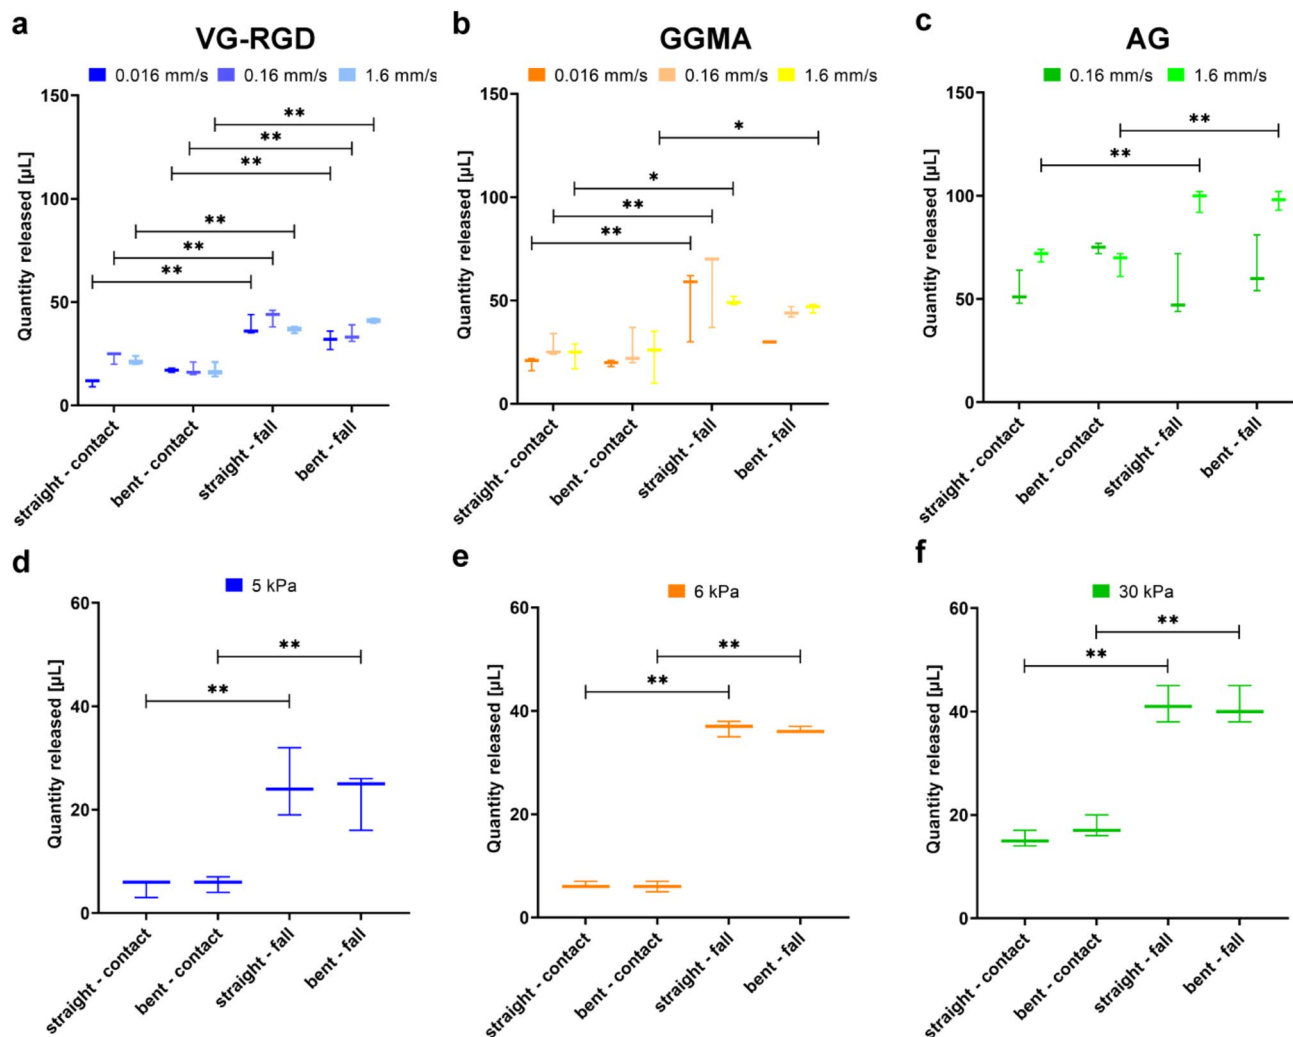 a
VG-RGD
0.016 mm/s 0.16 mm/s 1.6 mm/s
Quantity released [µL]
150
100
50
0
** 
**
**
**
**
**
straight - contact
bent - contact
straight - fall
bent - fall
b
GGMA
0.016 mm/s 0.16 mm/s 1.6 mm/s
Quantity released [µL]
150
100
50
0
*
*
**
**
straight - contact
bent - contact
straight - fall
bent - fall
c
AG
0.16 mm/s 1.6 mm/s
Quantity released [µL]
150
100
50
0
**
**
straight - contact
bent - contact
straight - fall
bent - fall
d
5 kPa
Quantity released [µL]
60
40
20
0
**
**
straight - contact
bent - contact
straight - fall
bent - fall
e
6 kPa
Quantity released [µL]
60
40
20
0
**
**
straight - contact
bent - contact
straight - fall
bent - fall
f
30 kPa
Quantity released [µL]
60
40
20
0
**
**
straight - contact
bent - contact
straight - fall
bent - fall